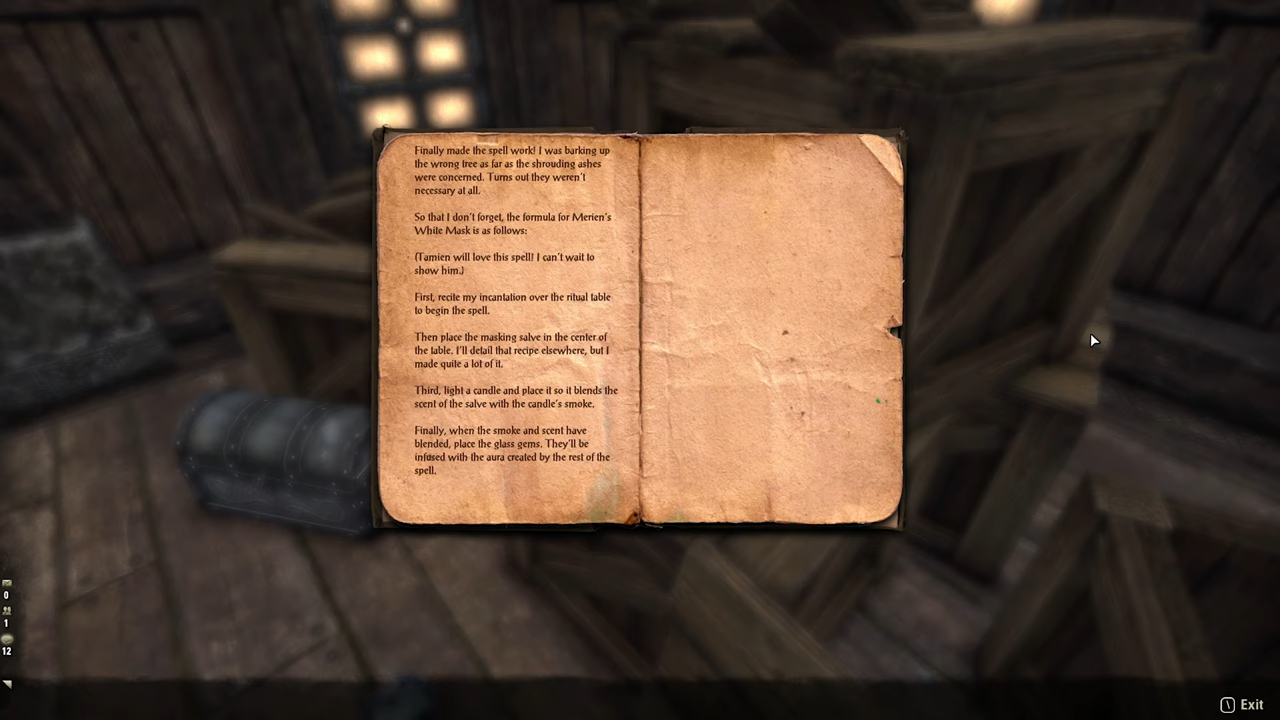 Finally made the spell work! I was barking up
the wrong tree as far as the shrouding ashes
were concerned. Turns out they weren't
necessary at all.
So that I don't forget, the formula for Merien's
White Mask is as follows:
(Tamien will love this spell! I can't wait to
show him.)
First, recite my incantation over the ritual table
to begin the spell.
Then place the masking salve in the center of
the table. I'll detail that recipe elsewhere, but I
made quite a lot of it.
Third, light a candle and place it so it blends the
scent of the salve with the candle's smoke.
Finally, when the smoke and scent have
blended, place the glass gems. They'll be
infused with the aura created by the rest of the
spell.
0
1
12
\ Exit